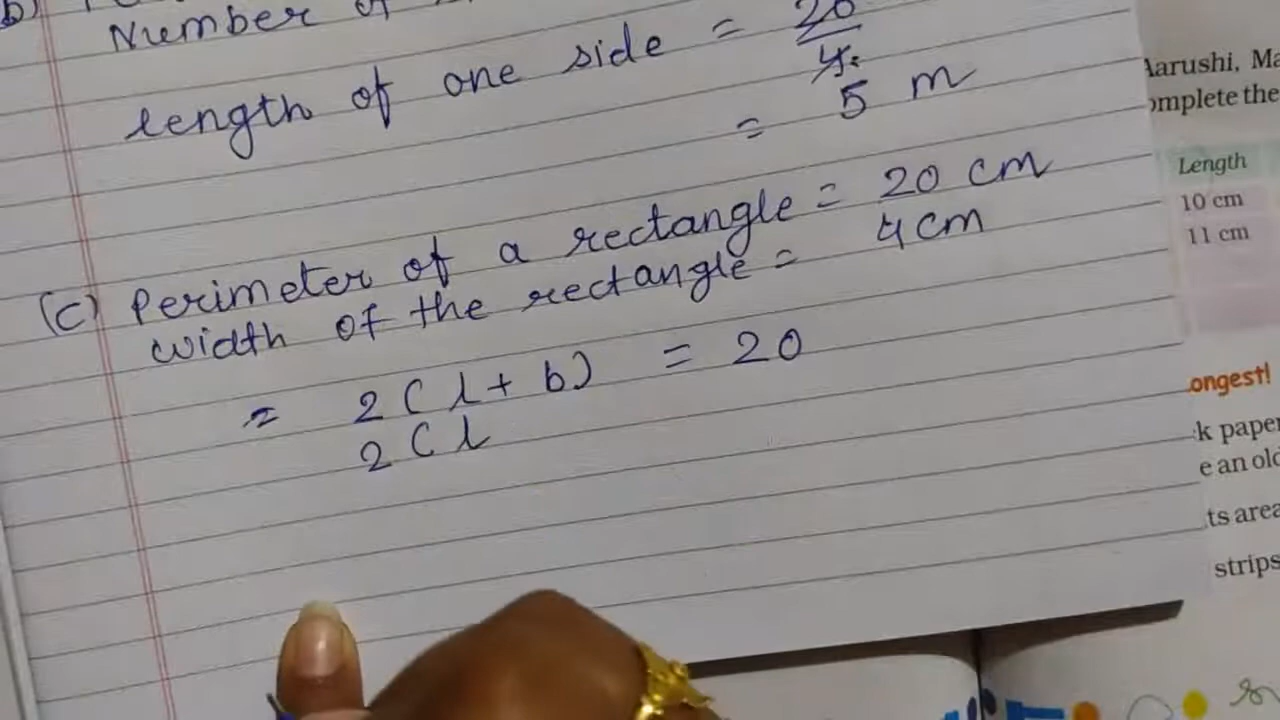 b)
Number of
length of one side = 20/4
= 5 m
(c) Perimeter of a rectangle = 20 cm
width of the rectangle = 4 cm
= 2 ( l + b ) = 20
2 ( l
Aarushi, Ma
omplete the
Length
10 cm
11 cm
ongest!
k paper
e an old
ts area
strips